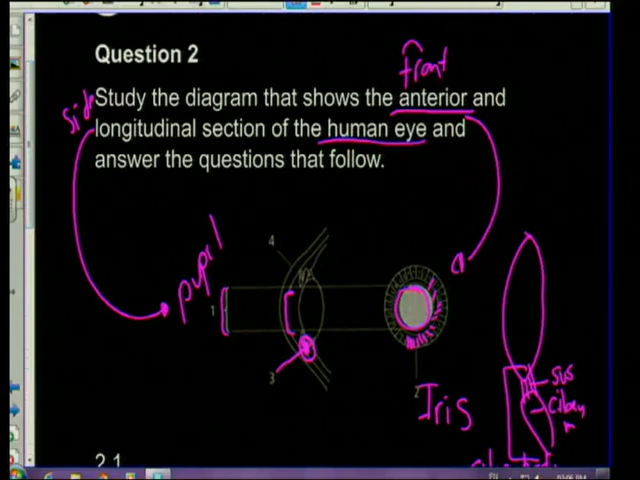 Question 2
front
side
Study the diagram that shows the anterior and
longitudinal section of the human eye and
answer the questions that follow.
pupil
4
1
3
2
Iris
sus
2.1